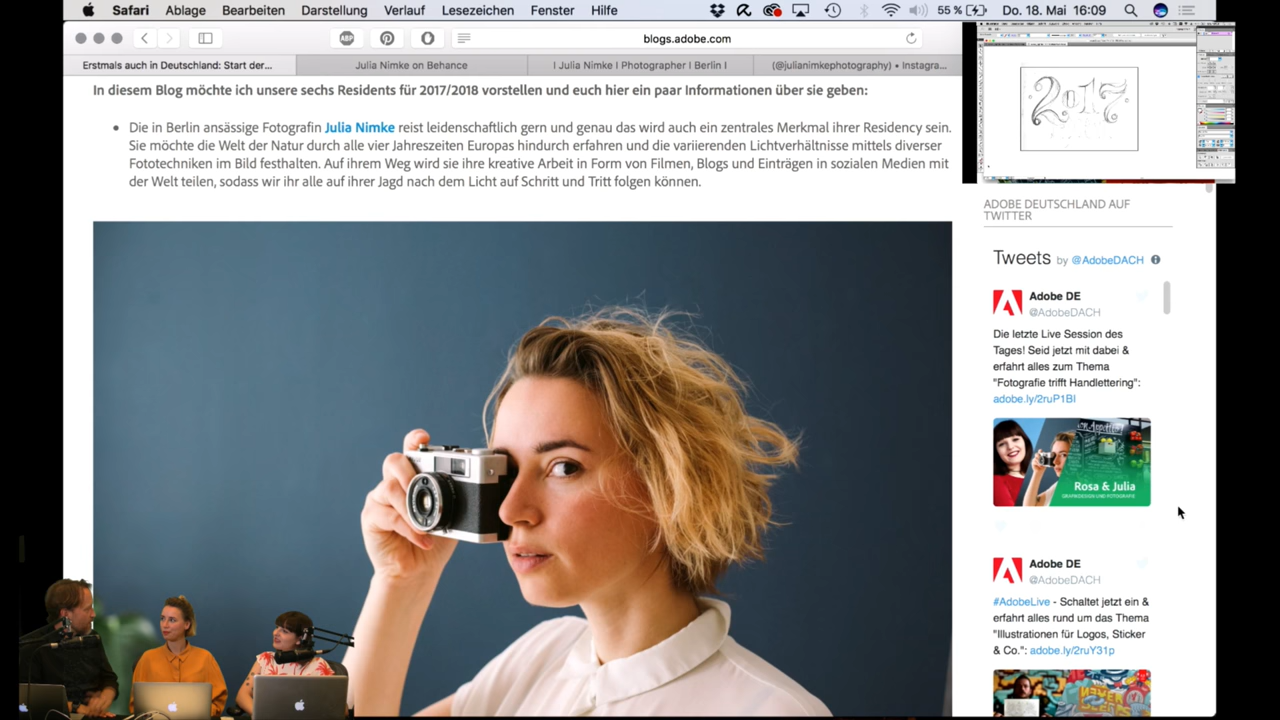 Safari Ablage Bearbeiten Darstellung Verlauf Lesezeichen Fenster Hilfe 55 % Do. 18. Mai 16:09
blogs.adobe.com
Erstmals auch in Deutschland: Start der... Julia Nimke on Behance Julia Nimke I Photographer I Berlin I (@julianimkephotography) • Instagra...
In diesem Blog möchte ich unsere sechs Residents für 2017/2018 vorstellen und euch hier ein paar Informationen über sie geben:
• Die in Berlin ansässige Fotografin Julia Nimke reist leidenschaftlich gern und genau das wird auch ein zentrales Merkmal ihrer Residency sein.
Sie möchte die Welt der Natur durch alle vier Jahreszeiten Europas hindurch erfahren und die variierenden Lichtverhältnisse mittels diverser
Fototechniken im Bild festhalten. Auf ihrem Weg wird sie ihre kreative Arbeit in Form von Filmen, Blogs und Einträgen in sozialen Medien mit
der Welt teilen, sodass wir ihr alle auf ihrer Jagd nach dem Licht auf Schritt und Tritt folgen können.
2017
ADOBE DEUTSCHLAND AUF
TWITTER
Tweets by @AdobeDACH
Adobe DE
@AdobeDACH
Die letzte Live Session des
Tages! Seid jetzt mit dabei &
erfahrt alles zum Thema
"Fotografie trifft Handlettering":
adobe.ly/2ruP1BI
Rosa & Julia
GRAFIKDESIGN UND FOTOGRAFIE
Adobe DE
@AdobeDACH
#AdobeLive - Schaltet jetzt ein &
erfahrt alles rund um das Thema
"Illustrationen für Logos, Sticker
& Co.": adobe.ly/2ruY31p